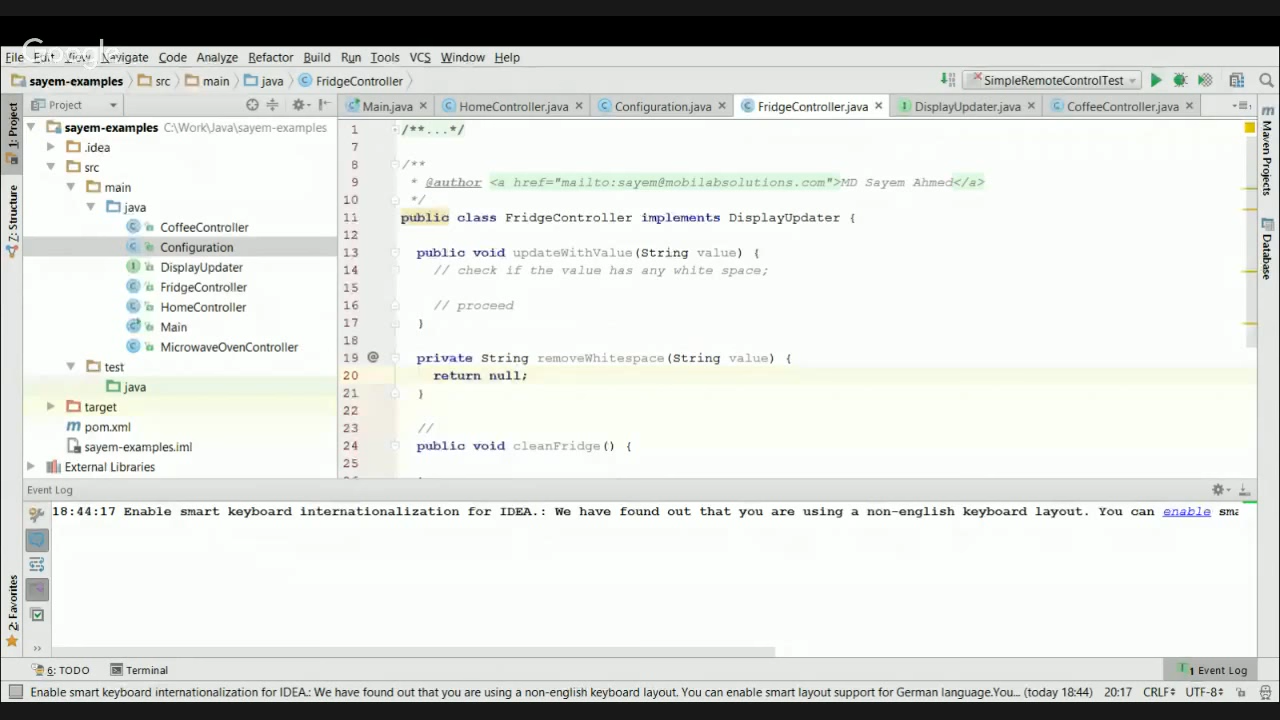 Google
File Edit View Navigate Code Analyze Refactor Build Run Tools VCS Window Help
sayem-examples src main java FridgeController SimpleRemoteControlTest
Project Main.java HomeController.java Configuration.java FridgeController.java DisplayUpdater.java CoffeeController.java
1: Project
Z: Structure
2: Favorites
Maven Projects
Database
sayem-examples C:\Work\Java\sayem-examples
.idea
src
main
java
CoffeeController
Configuration
DisplayUpdater
FridgeController
HomeController
Main
MicrowaveOvenController
test
java
target
pom.xml
sayem-examples.iml
External Libraries
1 /**...*/
7
8 /**
9 * @author <a href="mailto:sayem@mobilabsolutions.com">MD Sayem Ahmed</a>
10 */
11 public class FridgeController implements DisplayUpdater {
12
13 public void updateWithValue(String value) {
14 // check if the value has any white space;
15
16 // proceed
17 }
18
19 @ private String removeWhitespace(String value) {
20 return null;
21 }
22
23 //
24 public void cleanFridge() {
25
Event Log
18:44:17 Enable smart keyboard internationalization for IDEA.: We have found out that you are using a non-english keyboard layout. You can enable sma
6: TODO Terminal 1 Event Log
Enable smart keyboard internationalization for IDEA.: We have found out that you are using a non-english keyboard layout. You can enable smart layout support for German language.You... (today 18:44) 20:17 CRLF UTF-8